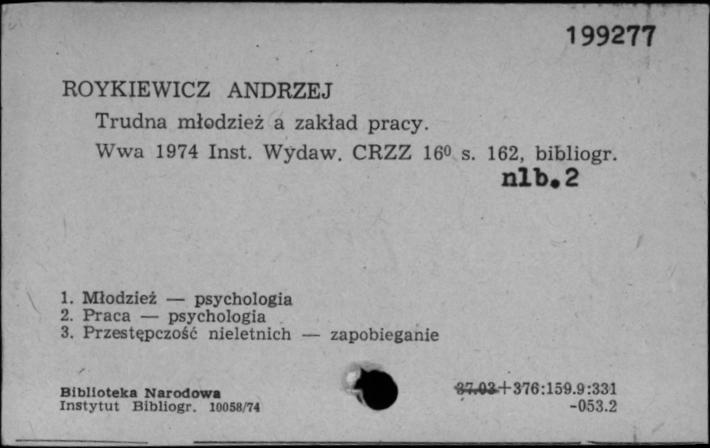 199277
ROYKIEWICZ ANDRZEJ
Trudna młodzież a zakład pracy.
Wwa 1974 Inst. Wydaw. CRZZ 16⁰ s. 162, bibliogr.
nlb.2
1. Młodzież — psychologia
2. Praca — psychologia
3. Przestępczość nieletnich — zapobieganie
Biblioteka Narodowa
Instytut Bibliogr. 10058/74
37.03+376:159.9:331
-053.2